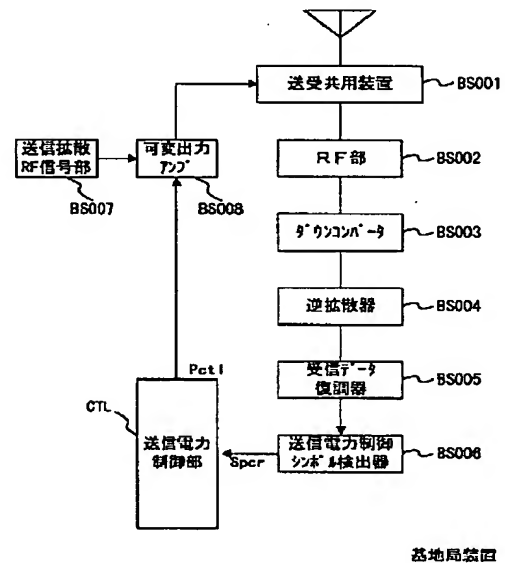 送受共用装置
BS001
送信拡散
RF信号部
BS007
可変出力
アンプ
BS008
RF部
BS002
ダウンコンバータ
BS003
逆拡散器
BS004
受信データ
復調器
BS005
Pctl
CTL
送信電力
制御部
Spcr
送信電力制御
シンボル検出器
BS006
基地局装置